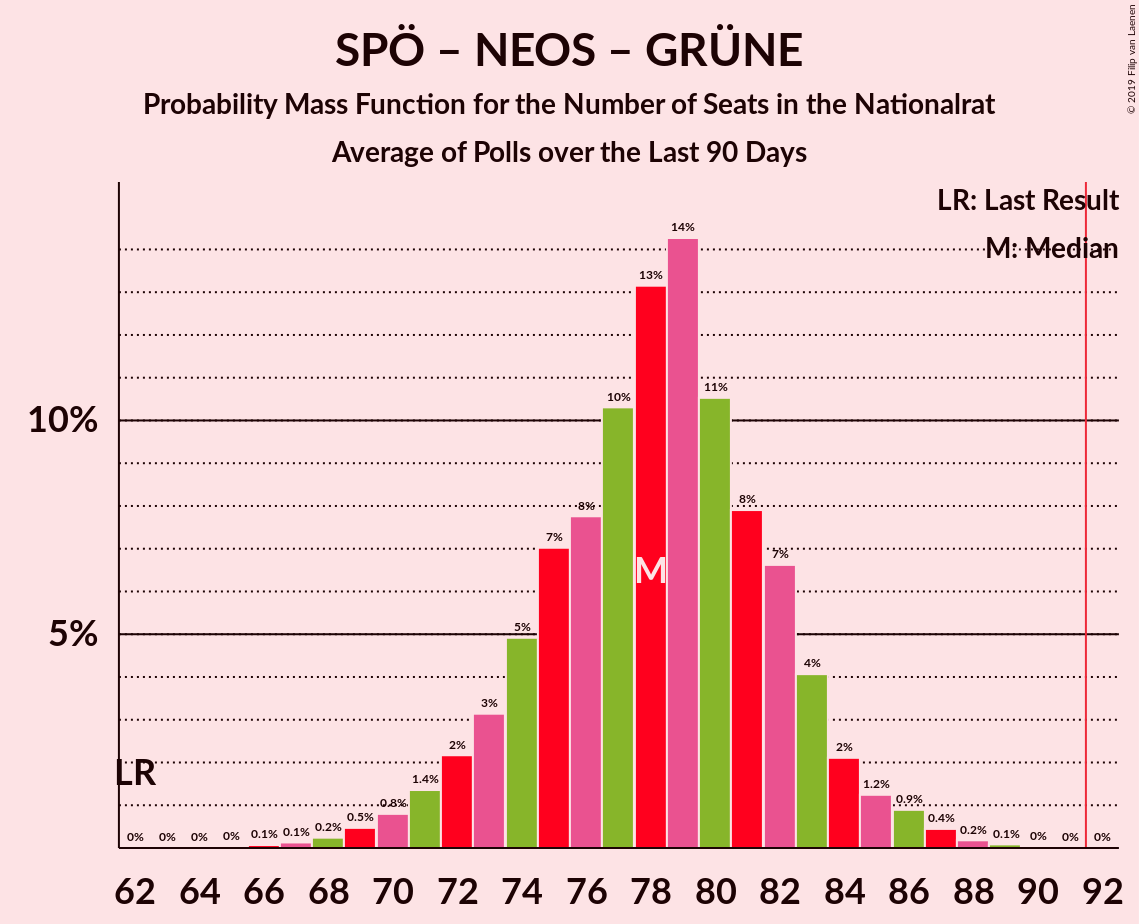 SPÖ – NEOS – GRÜNE
Probability Mass Function for the Number of Seats in the Nationalrat
Average of Polls over the Last 90 Days
© 2019 Filip van Laenen
LR: Last Result
M: Median
14%
13%
11%
10%
10%
8%
8%
7%
7%
M
5%
5%
4%
3%
2%
2%
LR
1.4%
1.2%
0.8%
0.9%
0.5%
0.4%
0% 0% 0% 0% 0.1% 0.1% 0.2% 0.2% 0.1% 0% 0% 0%
62 64 66 68 70 72 74 76 78 80 82 84 86 88 90 92